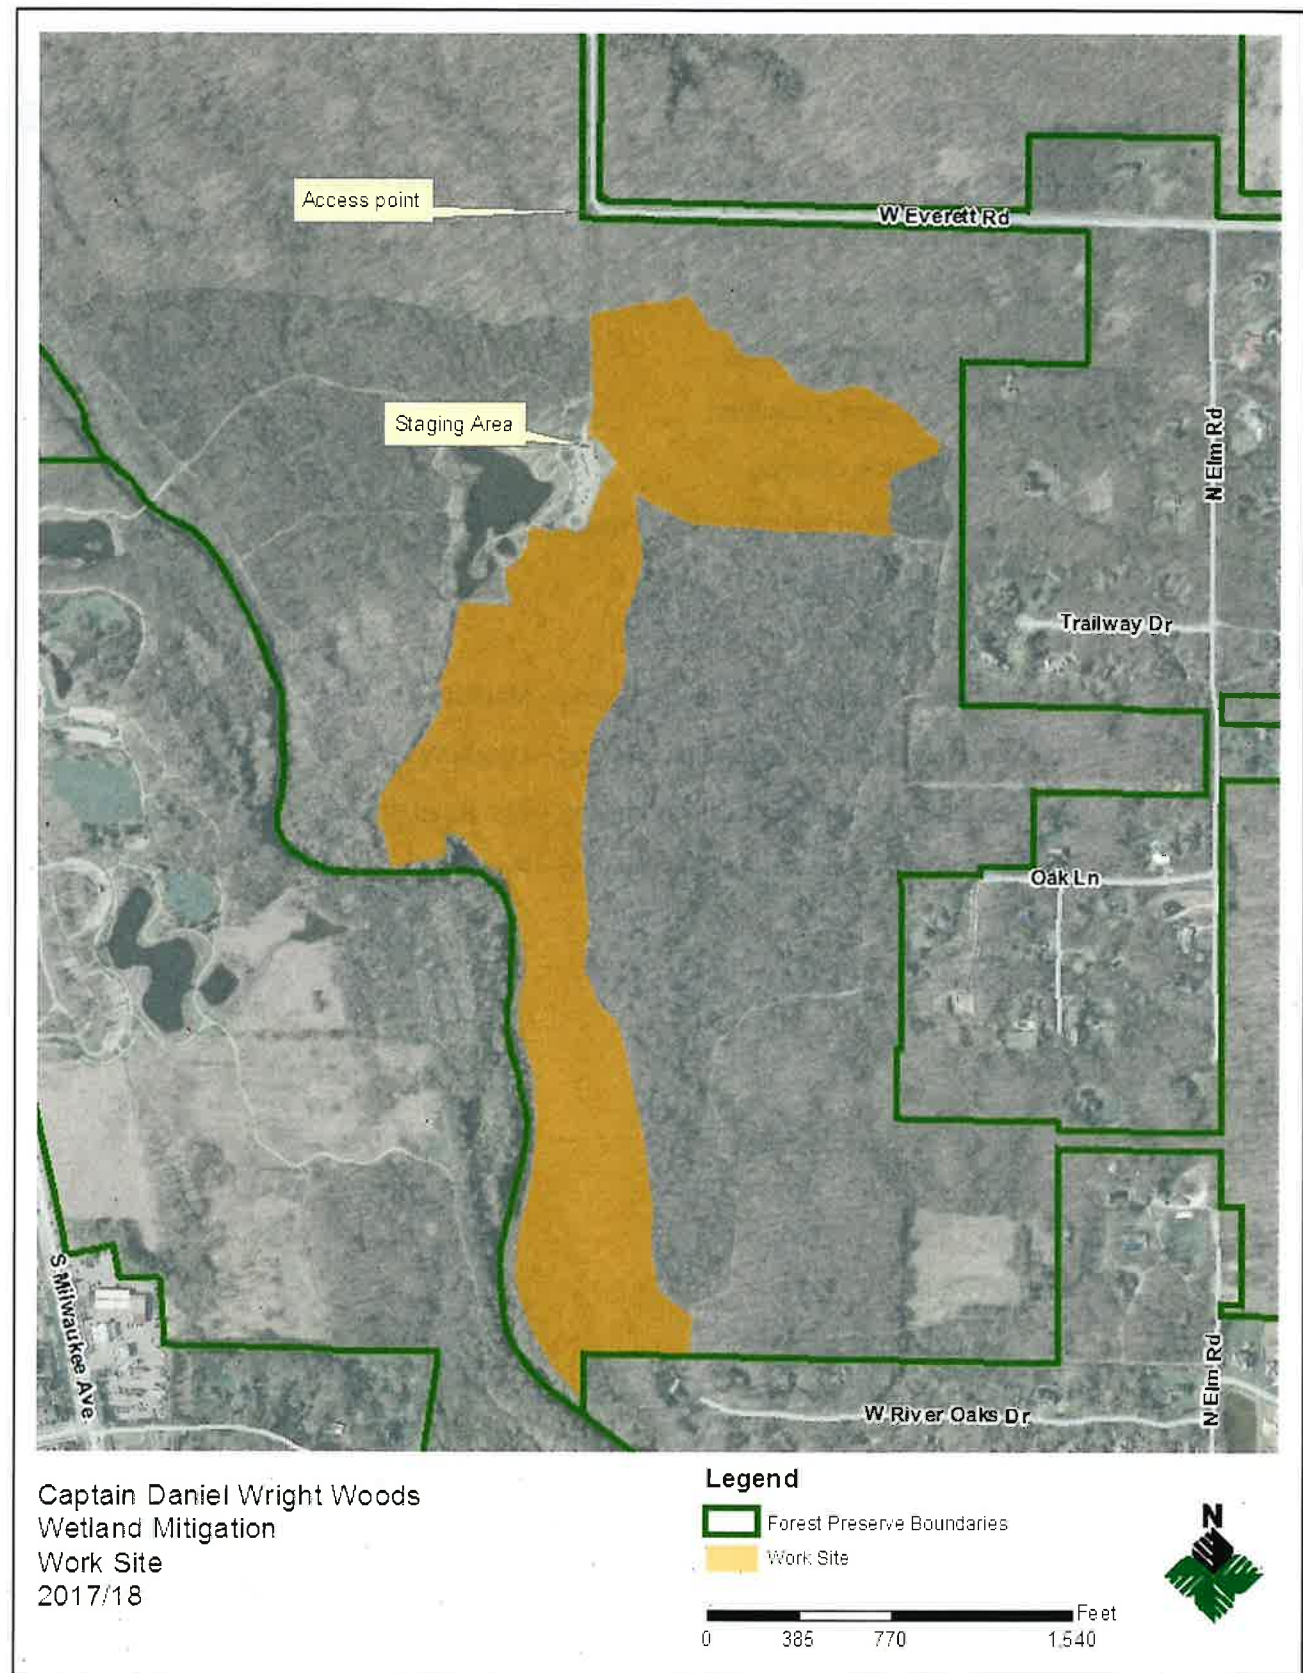 Access point
W Everett Rd
Staging Area
N Elm Rd
Trailway Dr
Oak Ln
S Milwaukee Ave
N Elm Rd
W River Oaks Dr
Captain Daniel Wright Woods
Wetland Mitigation
Work Site
2017/18
Legend
Forest Preserve Boundaries
Work Site
N
Feet
0 385 770 1,540